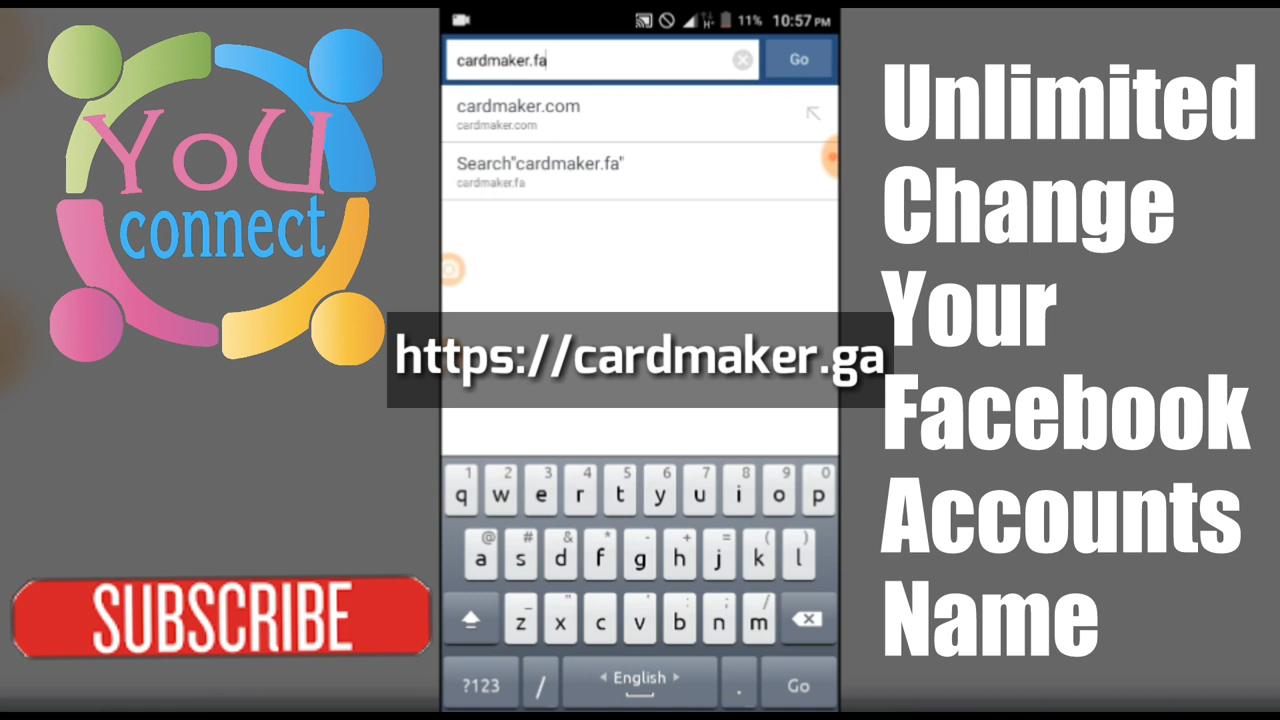 YoU
connect
SUBSCRIBE
H+
11%
10:57 PM
cardmaker.fa
Go
cardmaker.com
cardmaker.com
Search"cardmaker.fa"
cardmaker.fa
https://cardmaker.ga
1 2 3 4 5 6 7 8 9 0
q w e r t y u i o p
@ # & * - + = ( )
a s d f g h j k l
_ " ' : ; /
z x c v b n m
?123 / English . Go
Unlimited
Change
Your
Facebook
Accounts
Name